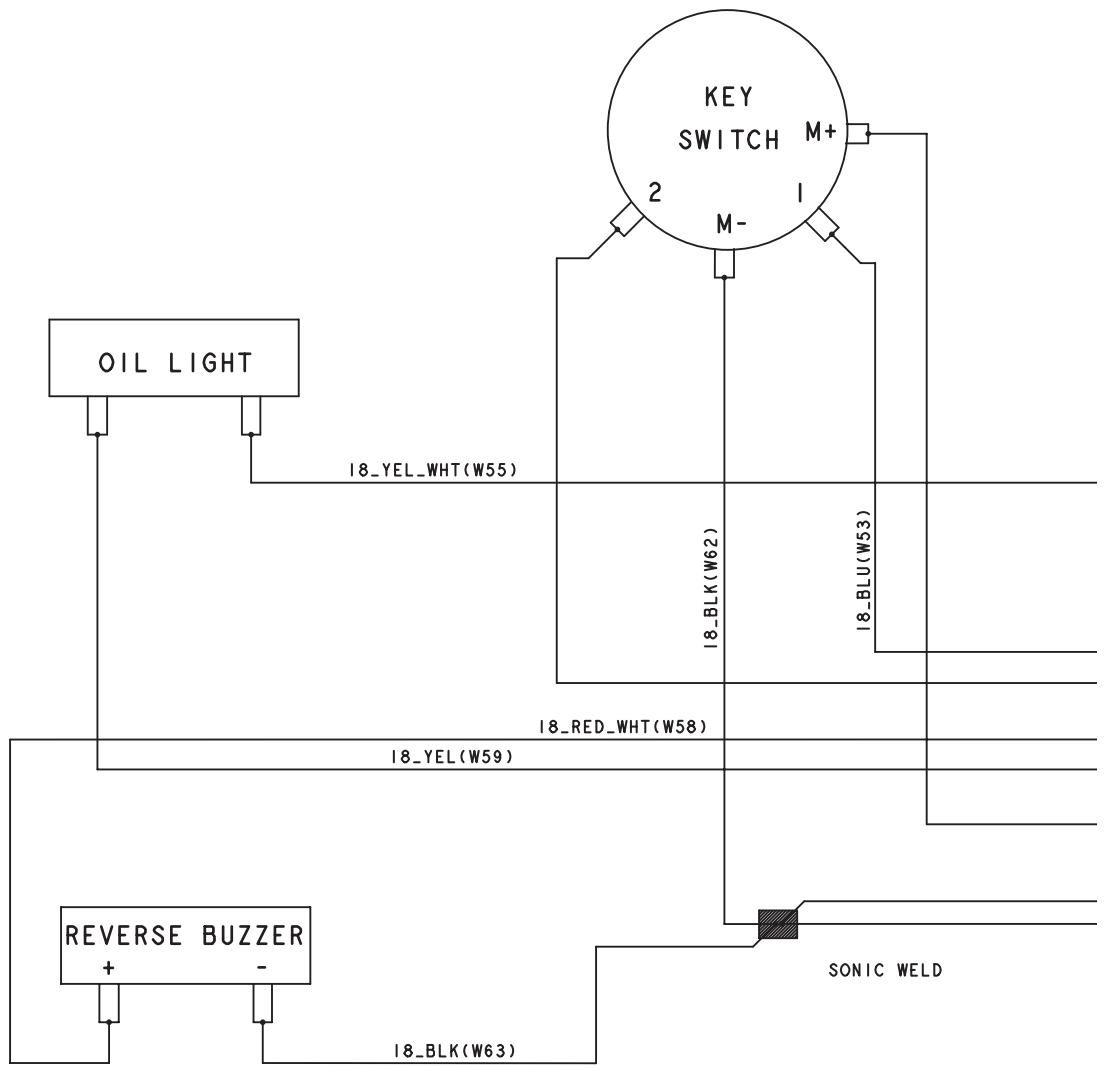 KEY
SWITCH
M+
2
1
M-
OIL LIGHT
18_YEL_WHT(W55)
18_BLK(W62)
18_BLU(W53)
18_RED_WHT(W58)
18_YEL(W59)
REVERSE BUZZER
+ -
SONIC WELD
18_BLK(W63)